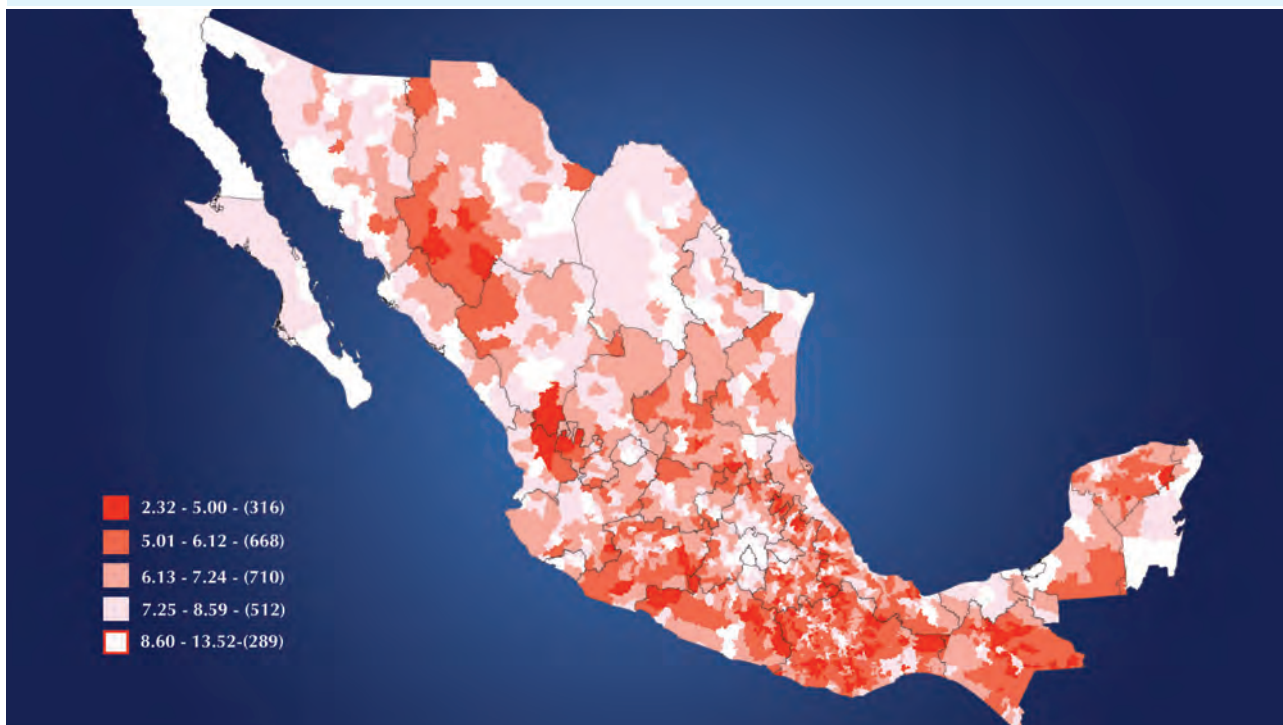 2.32 - 5.00 - (316)
5.01 - 6.12 - (668)
6.13 - 7.24 - (710)
7.25 - 8.59 - (512)
8.60 - 13.52-(289)